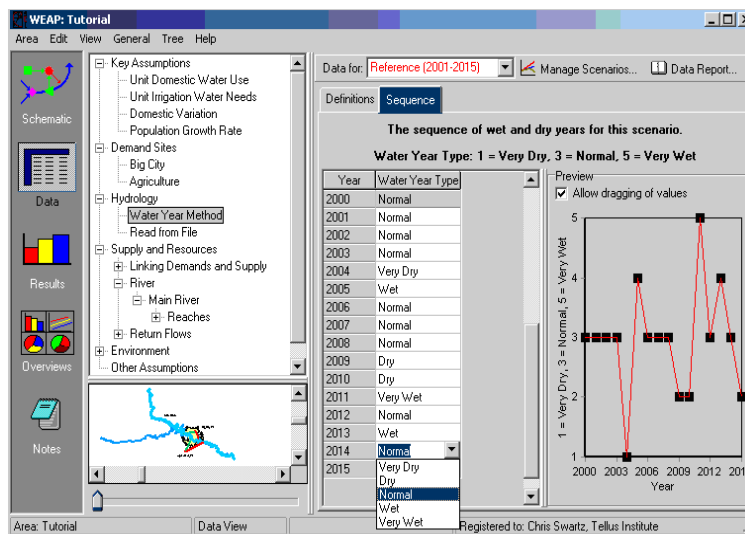 WEAP: Tutorial
Area Edit View General Tree Help
Schematic
Data
Results
Overviews
Notes
Key Assumptions
Unit Domestic Water Use
Unit Irrigation Water Needs
Domestic Variation
Population Growth Rate
Demand Sites
Big City
Agriculture
Hydrology
Water Year Method
Read from File
Supply and Resources
Linking Demands and Supply
River
Main River
Reaches
Return Flows
Environment
Other Assumptions
Data for: Reference (2001-2015) Manage Scenarios... Data Report...
Definitions Sequence
The sequence of wet and dry years for this scenario.
Water Year Type: 1 = Very Dry, 3 = Normal, 5 = Very Wet
Year Water Year Type
2000 Normal
2001 Normal
2002 Normal
2003 Normal
2004 Very Dry
2005 Wet
2006 Normal
2007 Normal
2008 Normal
2009 Dry
2010 Dry
2011 Very Wet
2012 Normal
2013 Wet
2014 Normal
2015
Very Dry
Dry
Normal
Wet
Very Wet
Preview
Allow dragging of values
1 = Very Dry, 3 = Normal, 5 = Very Wet
5
4
3
2
1
2000 2003 2006 2009 2012 201
Year
Area: Tutorial Data View Registered to: Chris Swartz, Tellus Institute